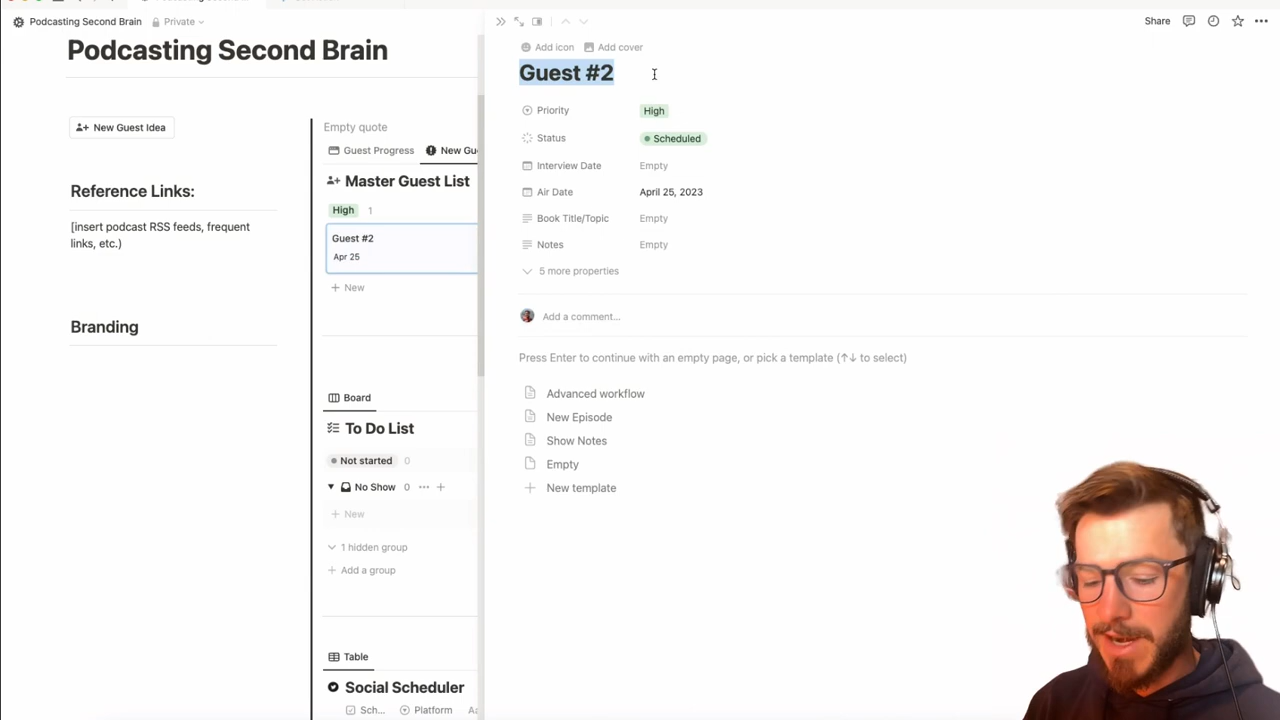 Podcasting Second Brain
Private
Share
Podcasting Second Brain
New Guest Idea
Reference Links:
[insert podcast RSS feeds, frequent
links, etc.)
Branding
Empty quote
Guest Progress
New Gu
Master Guest List
High 1
Guest #2
Apr 25
New
Board
To Do List
Not started 0
No Show 0
New
1 hidden group
Add a group
Table
Social Scheduler
Sch... Platform Aa
Add icon Add cover
Guest #2
Priority High
Status Scheduled
Interview Date Empty
Air Date April 25, 2023
Book Title/Topic Empty
Notes Empty
5 more properties
Add a comment...
Press Enter to continue with an empty page, or pick a template (↑↓ to select)
Advanced workflow
New Episode
Show Notes
Empty
New template